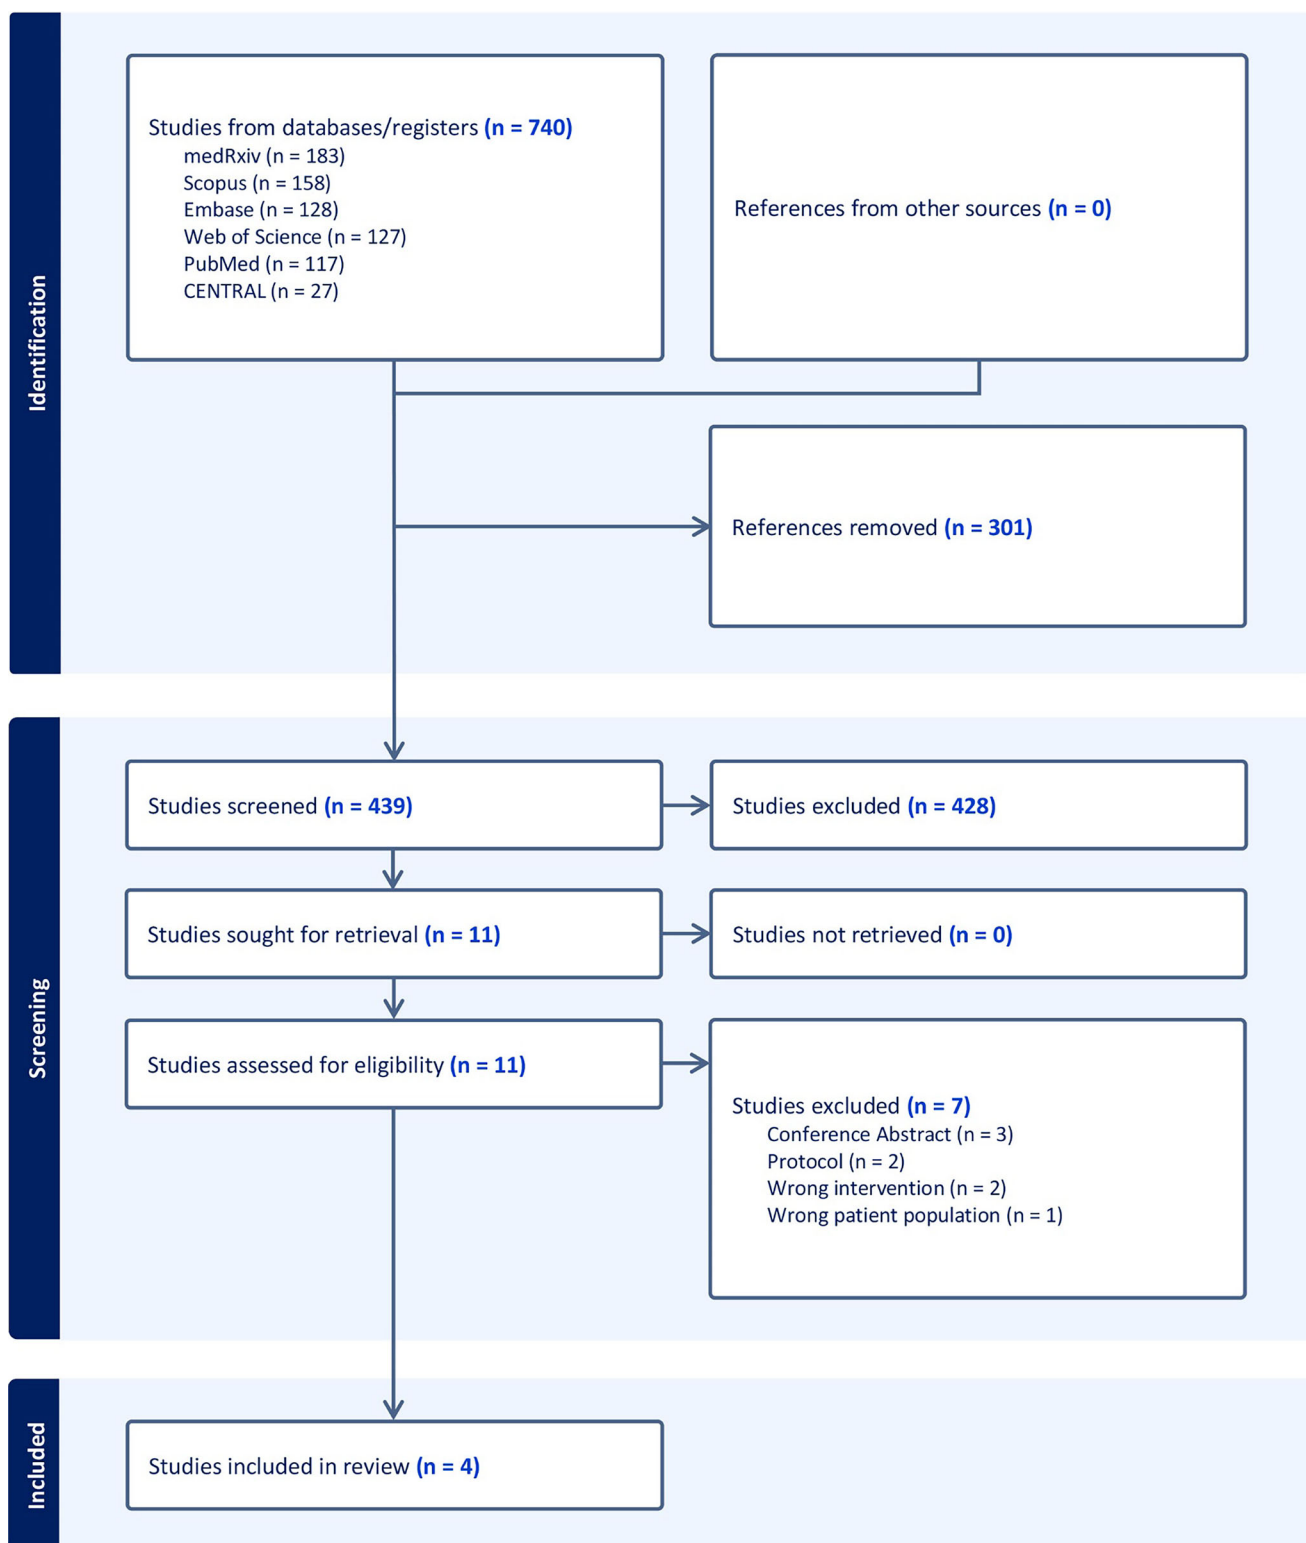 Identification
Studies from databases/registers (n = 740)
medRxiv (n = 183)
Scopus (n = 158)
Embase (n = 128)
Web of Science (n = 127)
PubMed (n = 117)
CENTRAL (n = 27)
References from other sources (n = 0)
References removed (n = 301)
Screening
Studies screened (n = 439)
Studies excluded (n = 428)
Studies sought for retrieval (n = 11)
Studies not retrieved (n = 0)
Studies assessed for eligibility (n = 11)
Studies excluded (n = 7)
Conference Abstract (n = 3)
Protocol (n = 2)
Wrong intervention (n = 2)
Wrong patient population (n = 1)
Included
Studies included in review (n = 4)